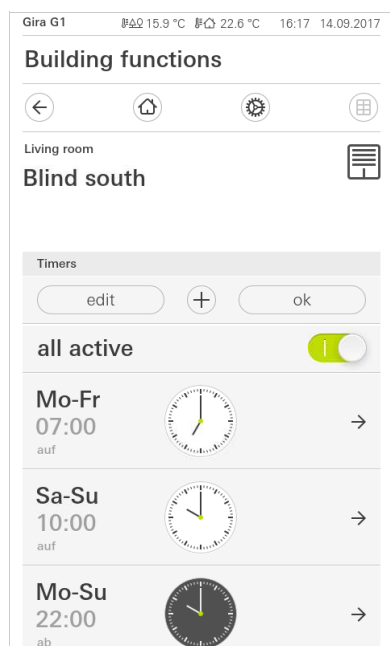 Gira G1 15.9 °C 22.6 °C 16:17 14.09.2017
Building functions
Living room
Blind south
Timers
edit + ok
all active
Mo-Fr
07:00
auf
Sa-Su
10:00
auf
Mo-Su
22:00
ab